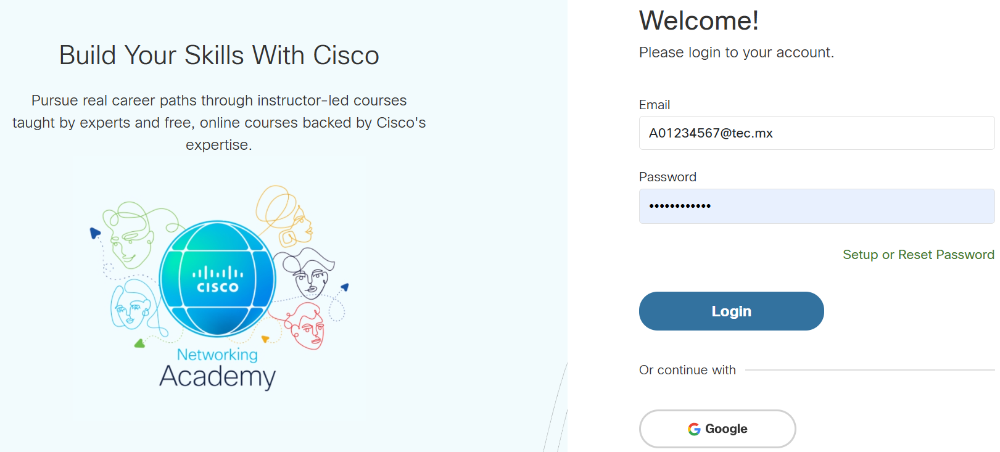 Build Your Skills With Cisco
Pursue real career paths through instructor-led courses
taught by experts and free, online courses backed by Cisco's
expertise.
CISCO
Networking
Academy
Welcome!
Please login to your account.
Email
A01234567@tec.mx
Password
••••••••••••
Setup or Reset Password
Login
Or continue with
Google